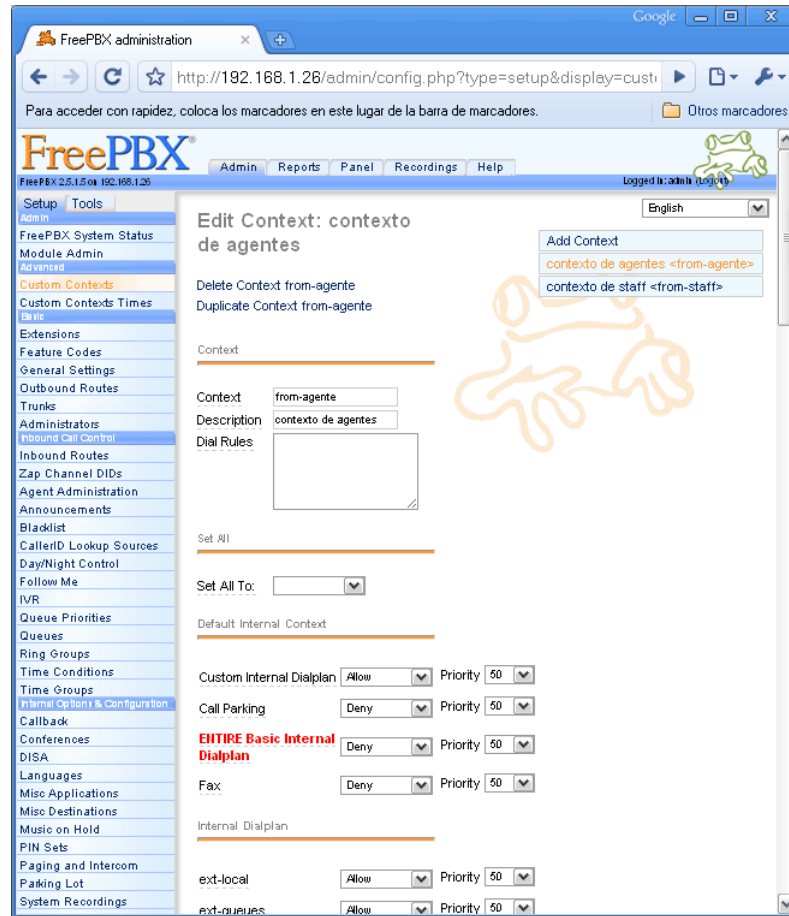 Google
FreePBX administration
http://192.168.1.26/admin/config.php?type=setup&display=cust
Para acceder con rapidez, coloca los marcadores en este lugar de la barra de marcadores.
Otros marcadores
FreePBX®
Admin
Reports
Panel
Recordings
Help
FreePBX 2.5.1.5 on 192.168.1.26
Logged in: admin (Logout)
Setup
Tools
Admin
FreePBX System Status
Module Admin
Advanced
Custom Contexts
Custom Contexts Times
Basic
Extensions
Feature Codes
General Settings
Outbound Routes
Trunks
Administrators
Inbound Call Control
Inbound Routes
Zap Channel DIDs
Agent Administration
Announcements
Blacklist
CallerID Lookup Sources
Day/Night Control
Follow Me
IVR
Queue Priorities
Queues
Ring Groups
Time Conditions
Time Groups
Internal Options & Configuration
Callback
Conferences
DISA
Languages
Misc Applications
Misc Destinations
Music on Hold
PIN Sets
Paging and Intercom
Parking Lot
System Recordings
English
Add Context
contexto de agentes <from-agente>
contexto de staff <from-staff>
Edit Context: contexto
de agentes
Delete Context from-agente
Duplicate Context from-agente
Context
Context from-agente
Description contexto de agentes
Dial Rules
Set All
Set All To:
Default Internal Context
Custom Internal Dialplan Allow Priority 50
Call Parking Deny Priority 50
ENTIRE Basic Internal
Dialplan Deny Priority 50
Fax Deny Priority 50
Internal Dialplan
ext-local Allow Priority 50
ext-queues Allow Priority 50